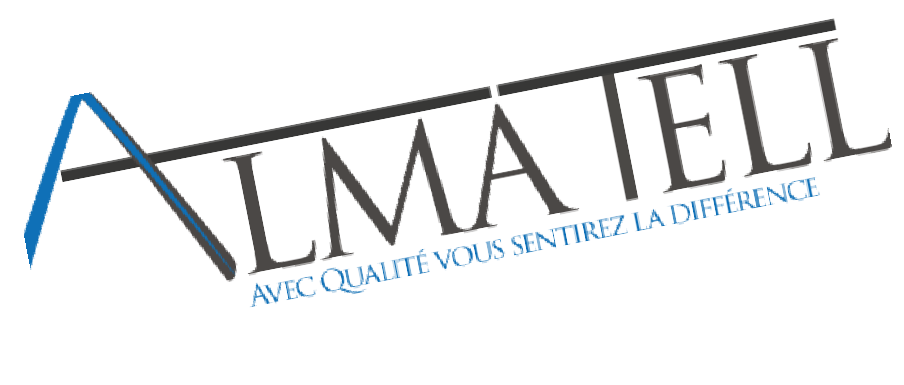 ALMA TELL
AVEC QUALITÉ VOUS SENTIREZ LA DIFFÉRENCE